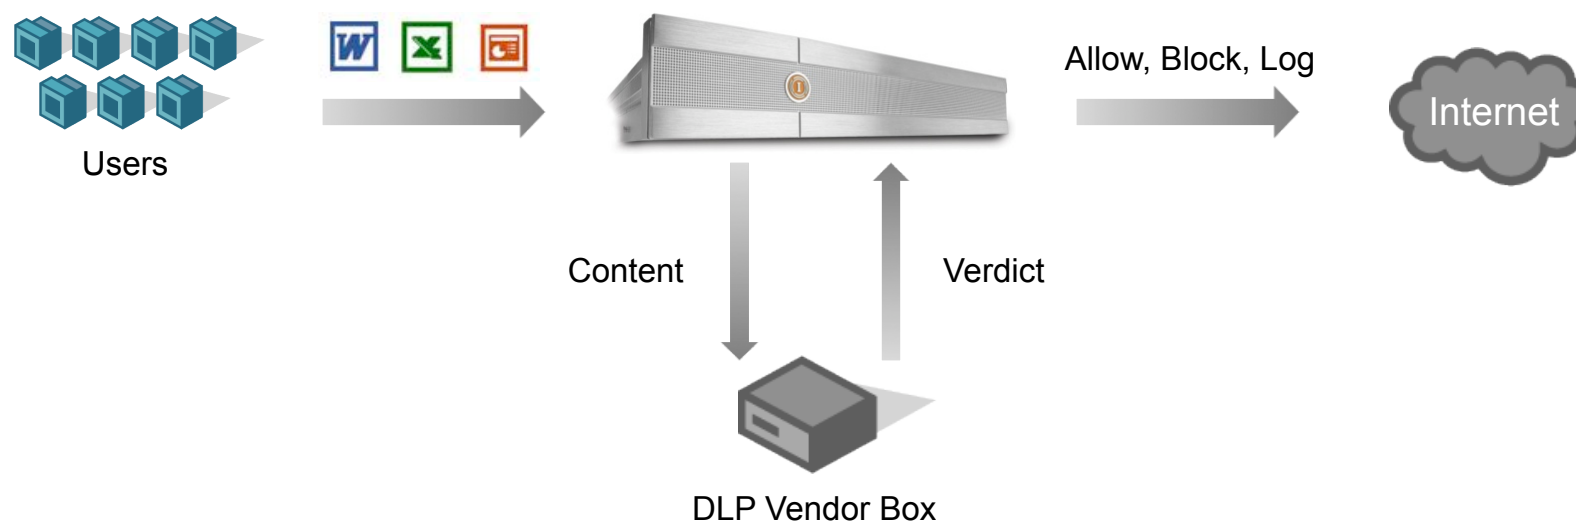 Users
W
X
Allow, Block, Log
Internet
Content
Verdict
DLP Vendor Box